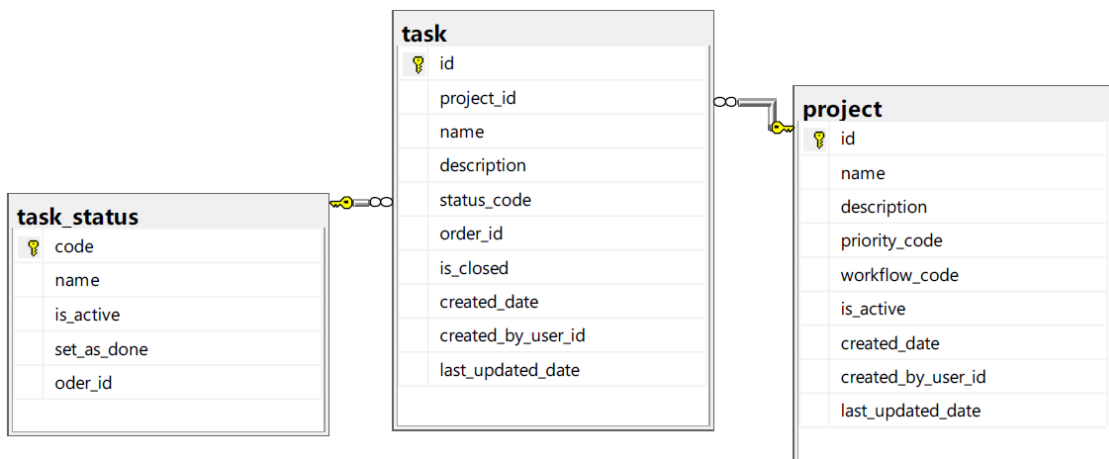 task
id
project_id
name
description
status_code
order_id
is_closed
created_date
created_by_user_id
last_updated_date
task_status
code
name
is_active
set_as_done
oder_id
project
id
name
description
priority_code
workflow_code
is_active
created_date
created_by_user_id
last_updated_date